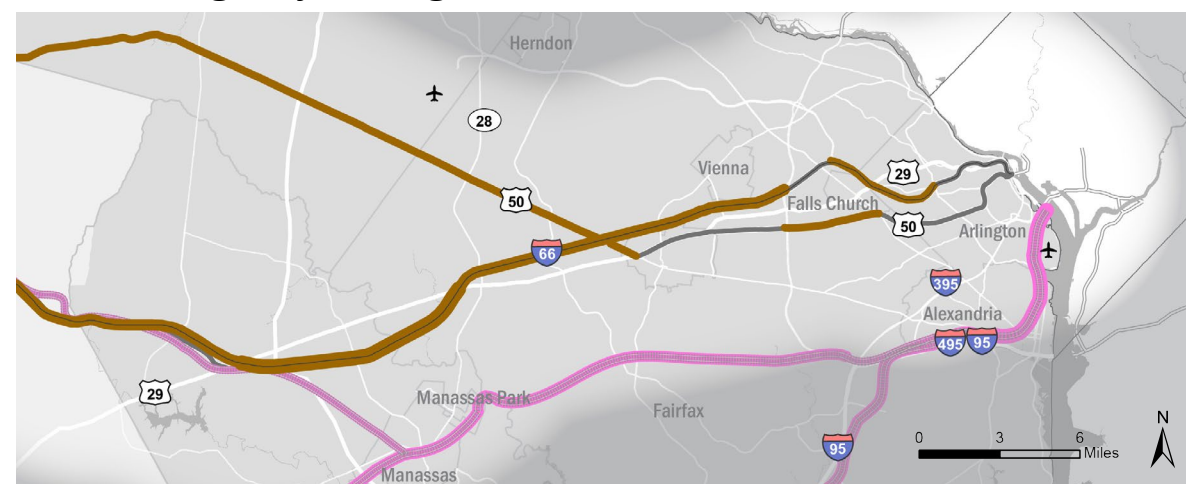 Herndon
28
Vienna
29
50
Falls Church
50
Arlington
66
395
Alexandria
495
95
29
Manassas Park
Fairfax
N
0 3 6
Miles
95
Manassas